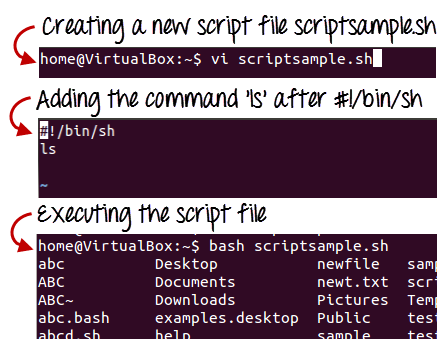 Creating a new script file scriptsample.sh
home@VirtualBox:~$ vi scriptsample.sh
Adding the command 'ls' after #!/bin/sh
#!/bin/sh
ls
~
Executing the script file
home@VirtualBox:~$ bash scriptsample.sh
abc Desktop newfile
ABC Documents newt.txt
ABC~ Downloads Pictures
abc.bash examples.desktop Public
abcd.sh help sample